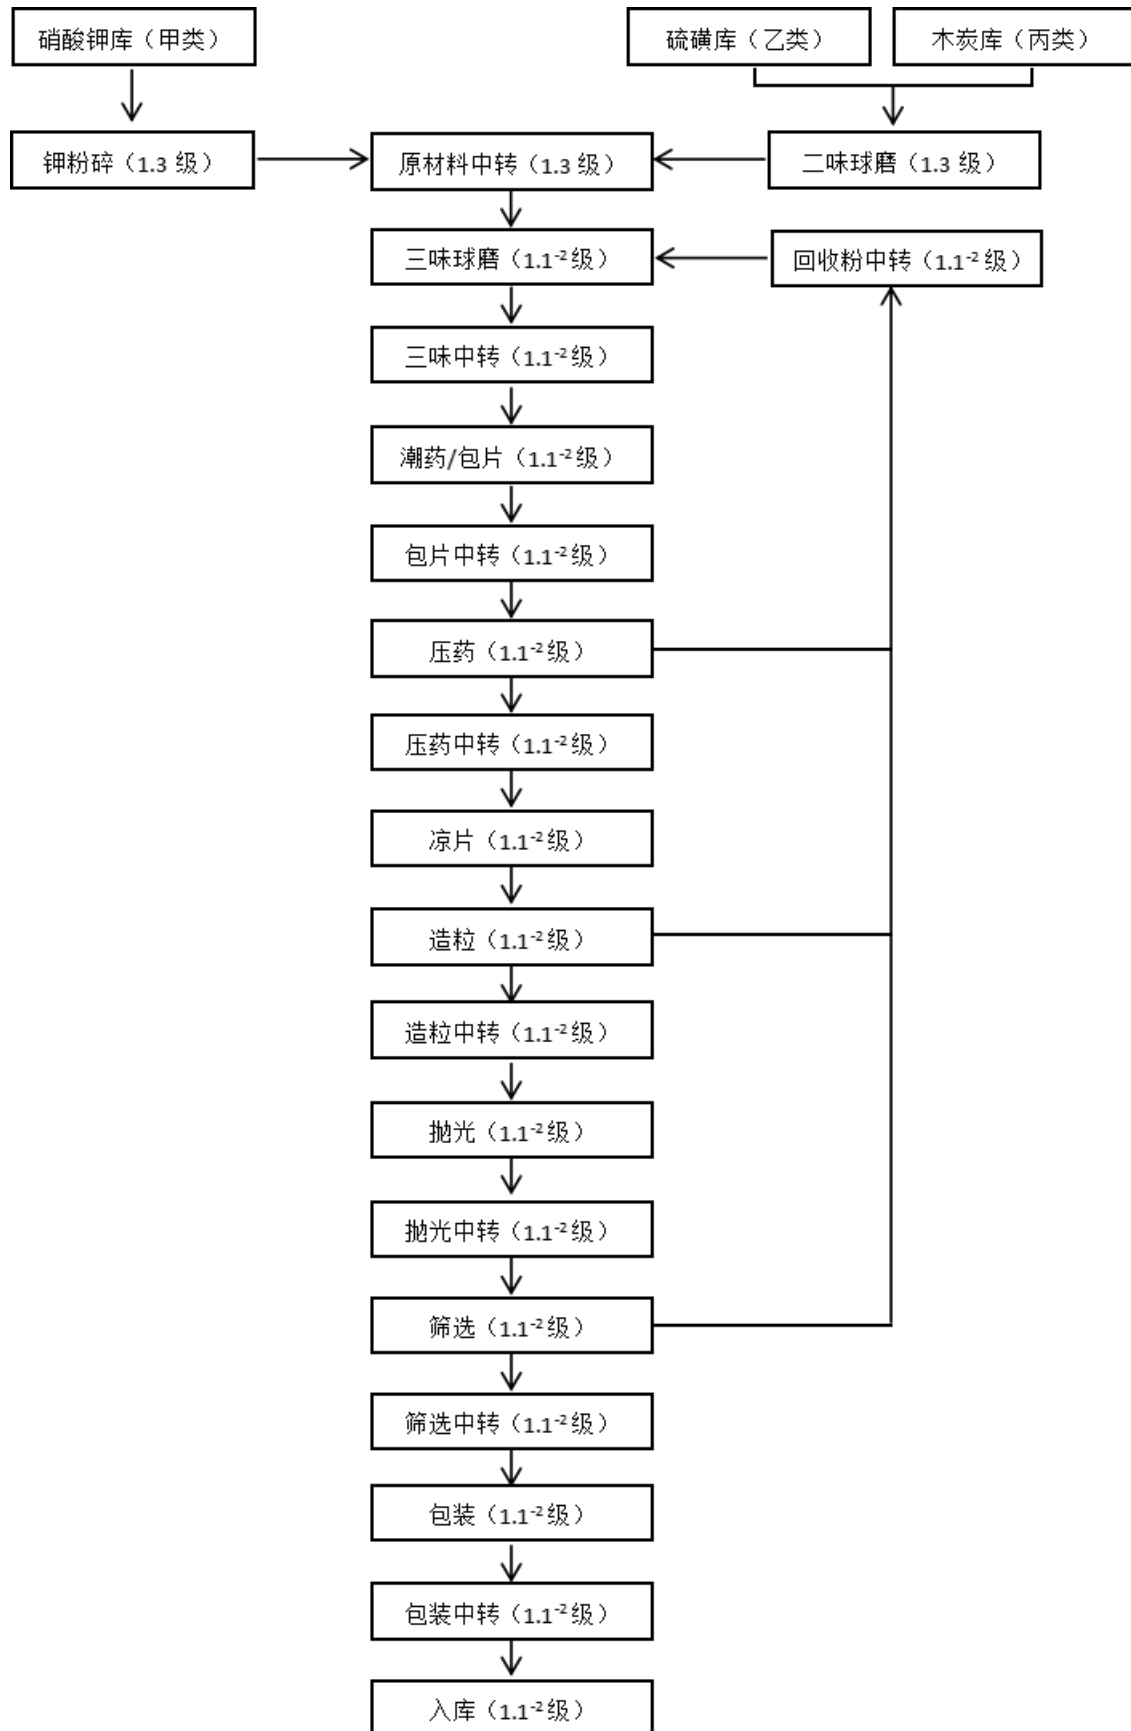 硝酸钾库（甲类）
硫磺库（乙类）
木炭库（丙类）
钾粉碎（1.3 级）
原材料中转（1.3 级）
二味球磨（1.3 级）
三味球磨（1.1⁻²级）
回收粉中转（1.1⁻²级）
三味中转（1.1⁻²级）
潮药/包片（1.1⁻²级）
包片中转（1.1⁻²级）
压药（1.1⁻²级）
压药中转（1.1⁻²级）
凉片（1.1⁻²级）
造粒（1.1⁻²级）
造粒中转（1.1⁻²级）
抛光（1.1⁻²级）
抛光中转（1.1⁻²级）
筛选（1.1⁻²级）
筛选中转（1.1⁻²级）
包装（1.1⁻²级）
包装中转（1.1⁻²级）
入库（1.1⁻²级）